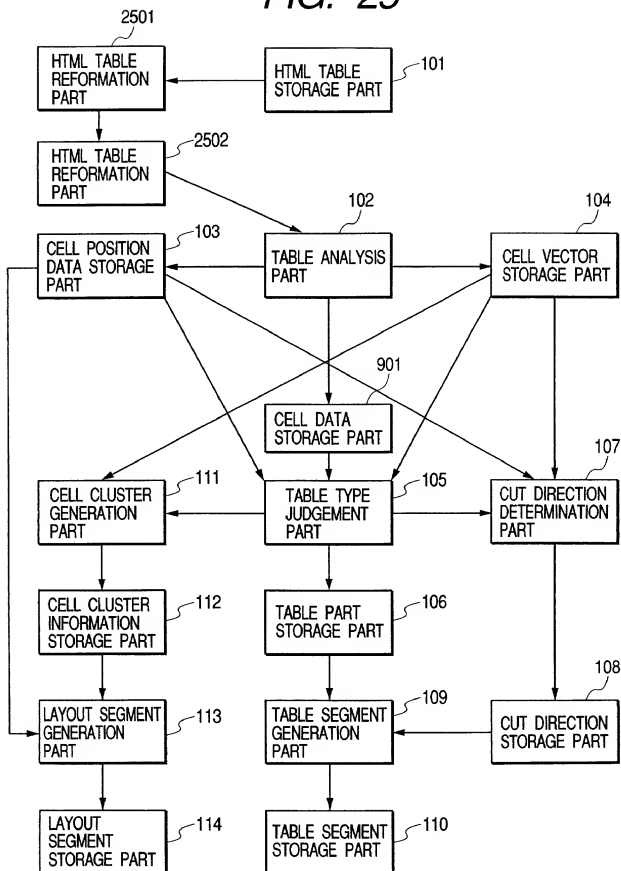 FIG. 25
2501
HTML TABLE
REFORMATION
PART
HTML TABLE
STORAGE PART
101
HTML TABLE
REFORMATION
PART
2502
CELL POSITION
DATA STORAGE
PART
103
TABLE ANALYSIS
PART
102
CELL VECTOR
STORAGE PART
104
CELL DATA
STORAGE PART
901
CELL CLUSTER
GENERATION
PART
111
TABLE TYPE
JUDGEMENT
PART
105
CUT DIRECTION
DETERMINATION
PART
107
CELL CLUSTER
INFORMATION
STORAGE PART
112
TABLE PART
STORAGE PART
106
LAYOUT SEGMENT
GENERATION
PART
113
TABLE SEGMENT
GENERATION
PART
109
CUT DIRECTION
STORAGE PART
108
LAYOUT
SEGMENT
STORAGE PART
114
TABLE SEGMENT
STORAGE PART
110